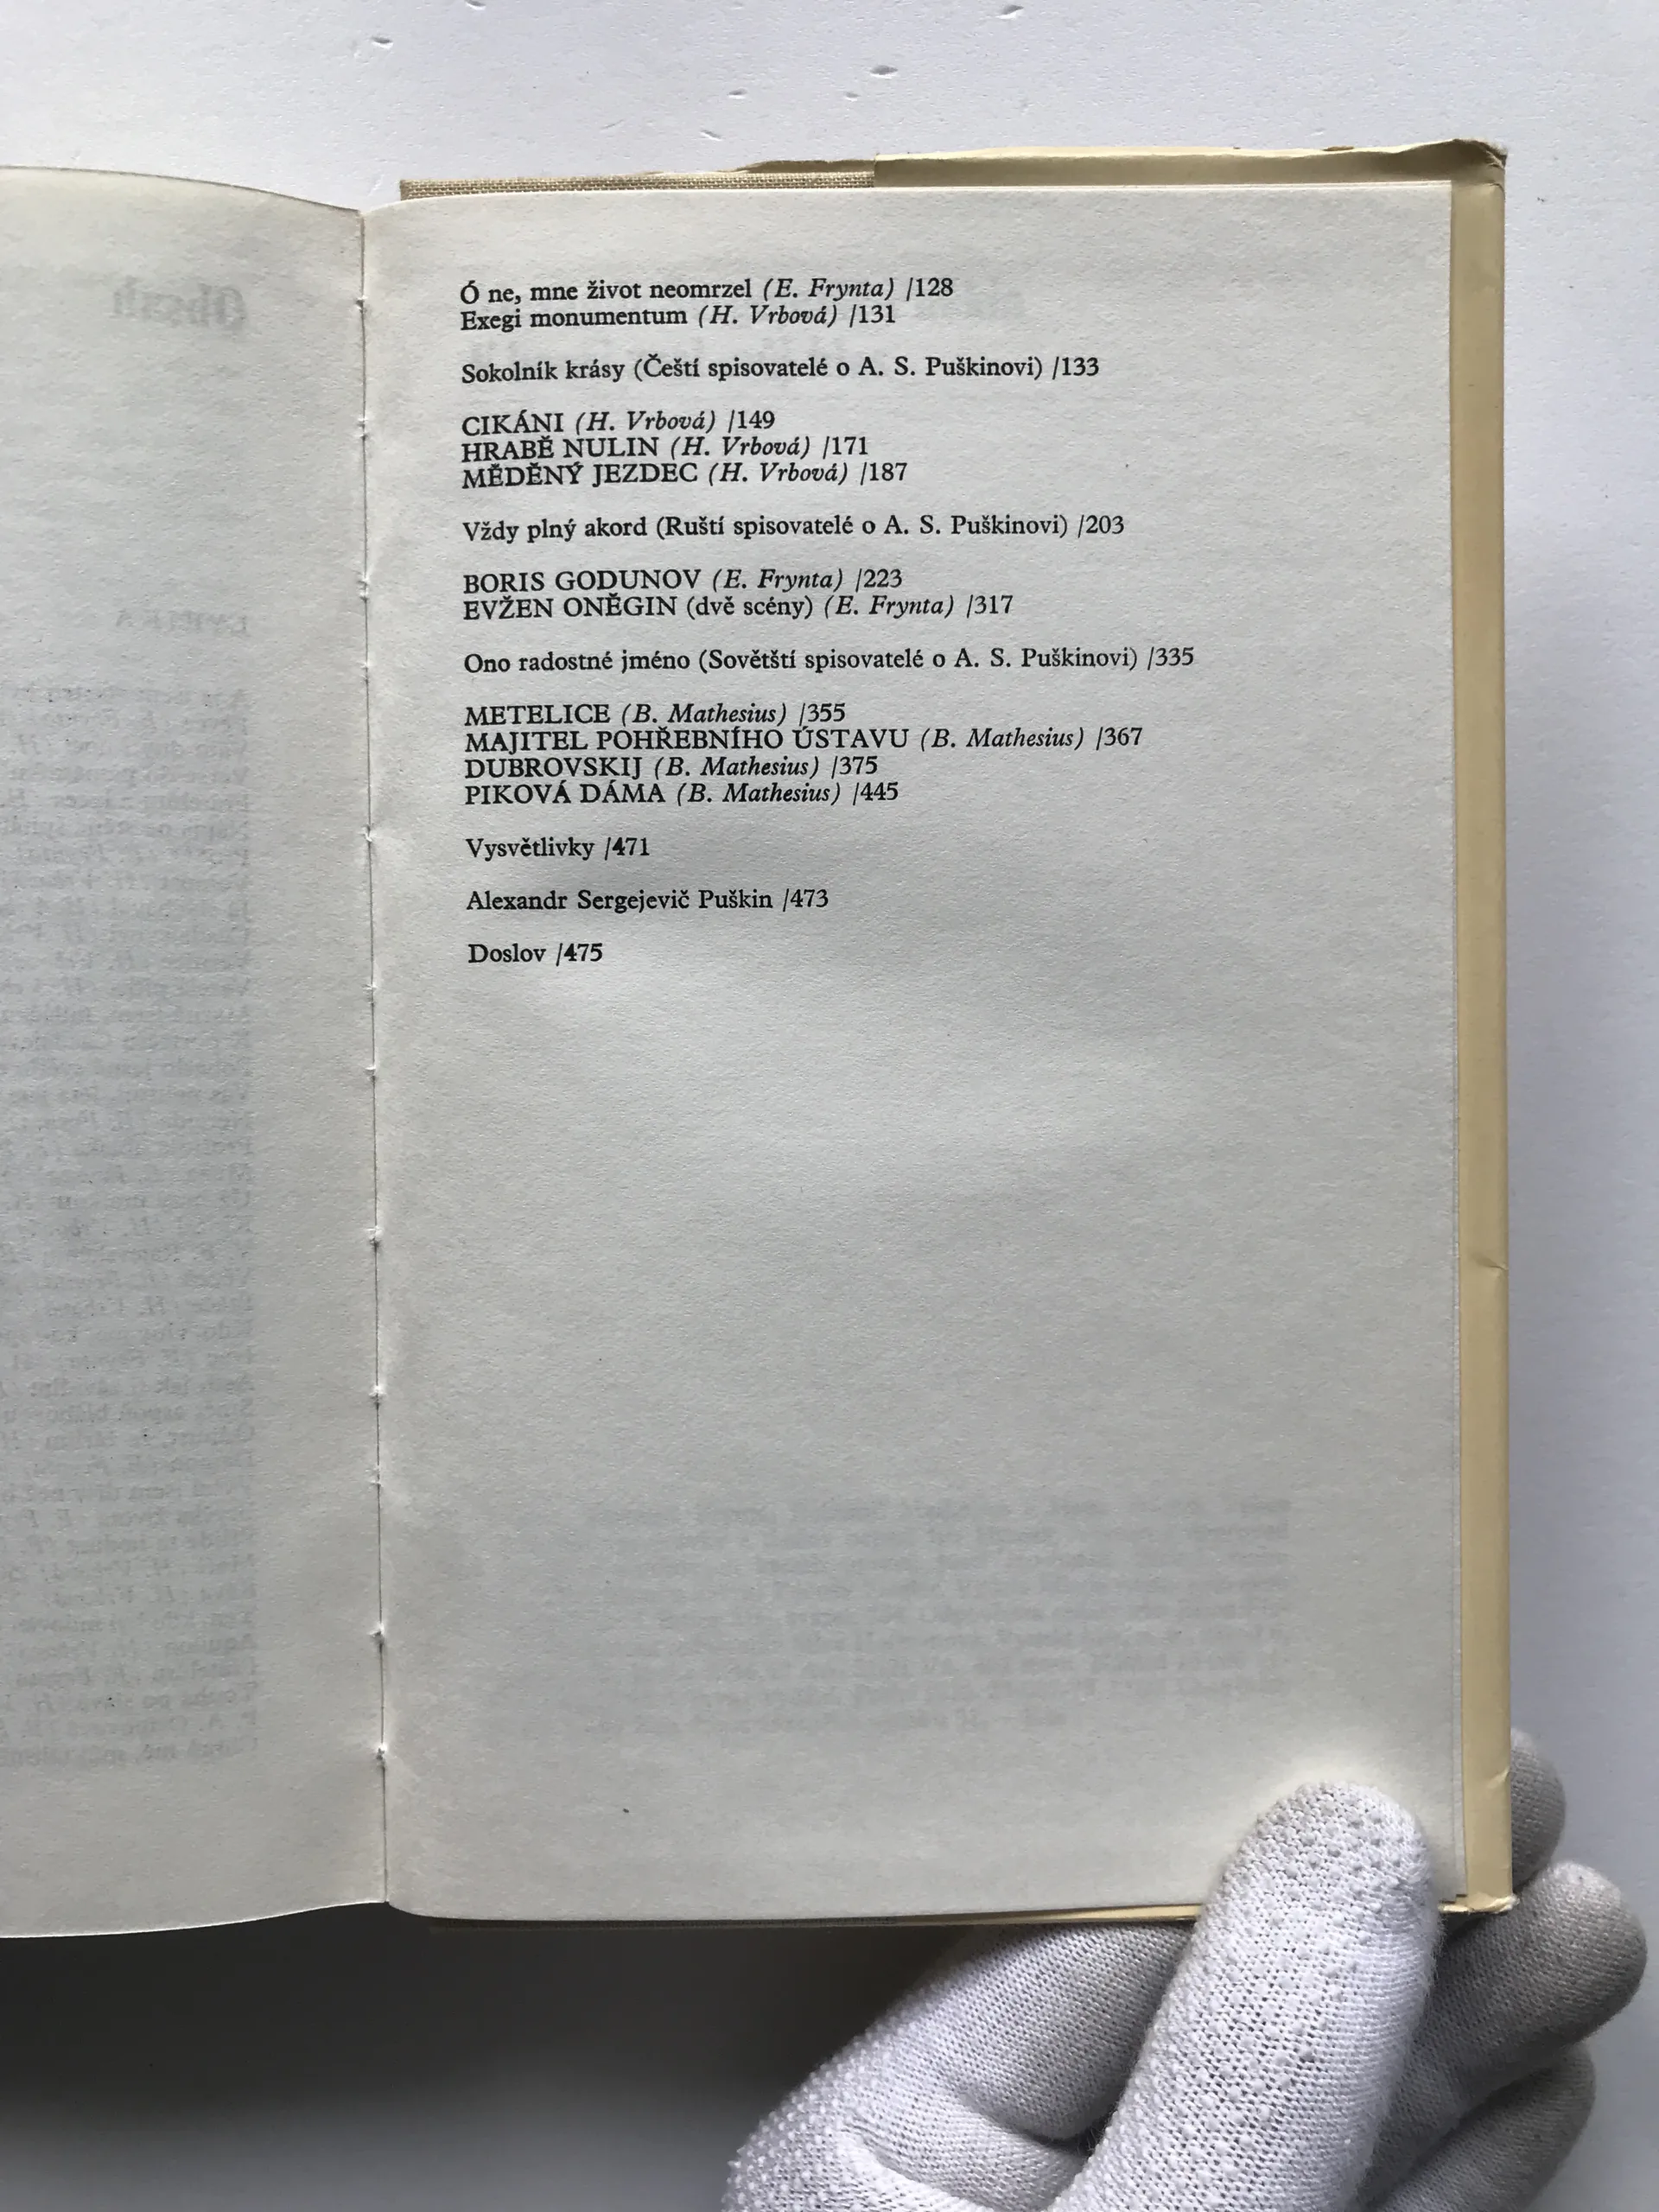 Ó ne, mne život neomrzel (E. Frynta) /128
Exegi monumentum (H. Vrbová) /131
Sokolník krásy (Čeští spisovatelé o A. S. Puškinovi) /133
CIKÁNI (H. Vrbová) /149
HRABĚ NULIN (H. Vrbová) /171
MĚDĚNÝ JEZDEC (H. Vrbová) /187
Vždy plný akord (Ruští spisovatelé o A. S. Puškinovi) /203
BORIS GODUNOV (E. Frynta) /223
EVŽEN ONĚGIN (dvě scény) (E. Frynta) /317
Ono radostné jméno (Sovětští spisovatelé o A. S. Puškinovi) /335
METELICE (B. Mathesius) /355
MAJITEL POHŘEBNÍHO ÚSTAVU (B. Mathesius) /367
DUBROVSKIJ (B. Mathesius) /375
PIKOVÁ DÁMA (B. Mathesius) /445
Vysvětlivky /471
Alexandr Sergejevič Puškin /473
Doslov /475